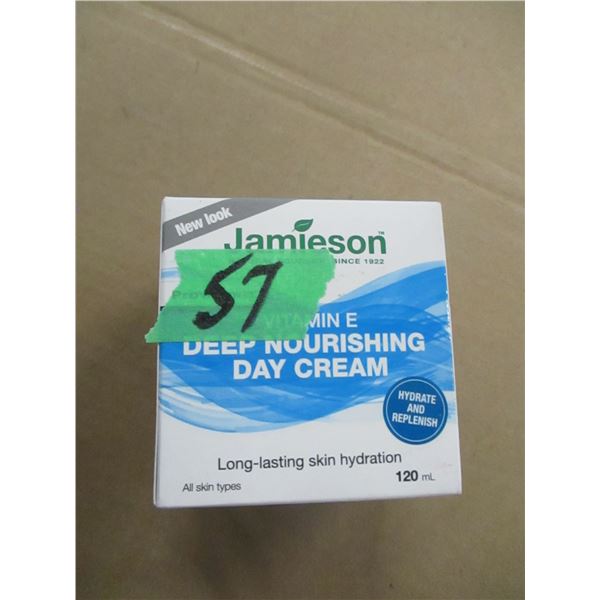 New look
Jamieson™
SINCE 1922
57
VITAMIN E
DEEP NOURISHING
DAY CREAM
HYDRATE
AND
REPLENISH
Long-lasting skin hydration
All skin types
120 mL